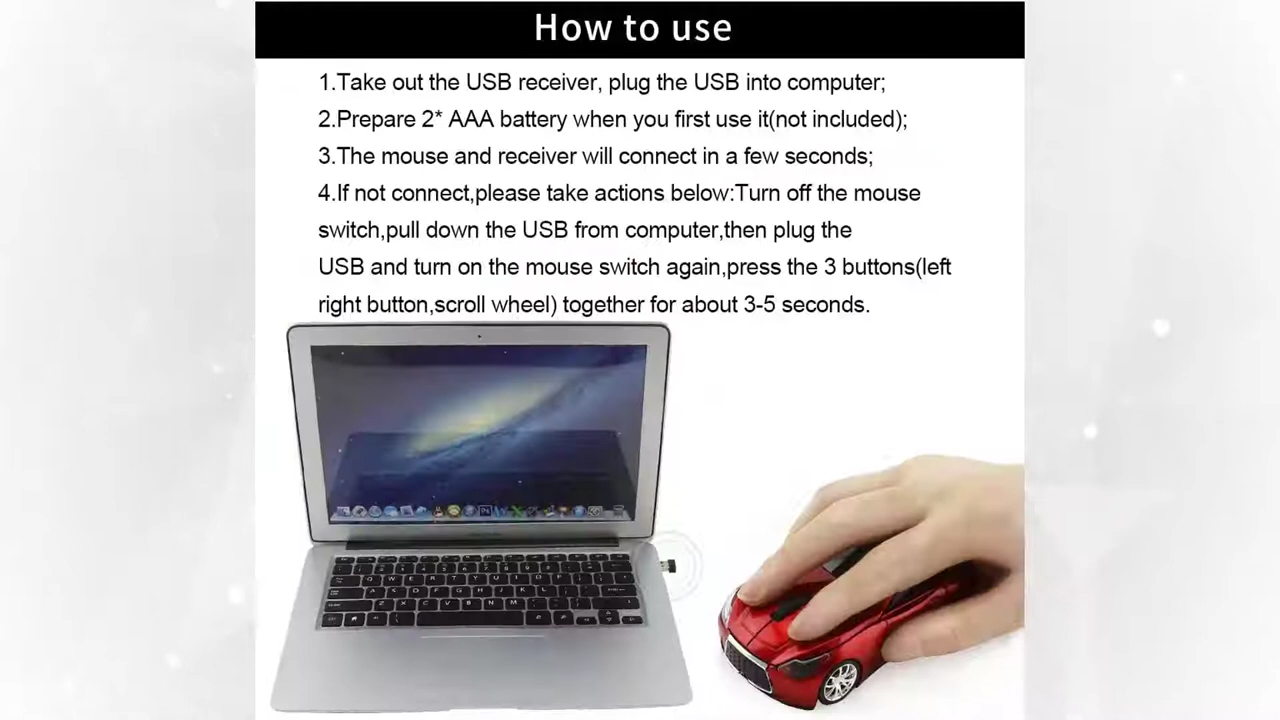 How to use
1.Take out the USB receiver, plug the USB into computer;
2.Prepare 2* AAA battery when you first use it(not included);
3.The mouse and receiver will connect in a few seconds;
4.If not connect,please take actions below:Turn off the mouse
switch,pull down the USB from computer,then plug the
USB and turn on the mouse switch again,press the 3 buttons(left
right button,scroll wheel) together for about 3-5 seconds.